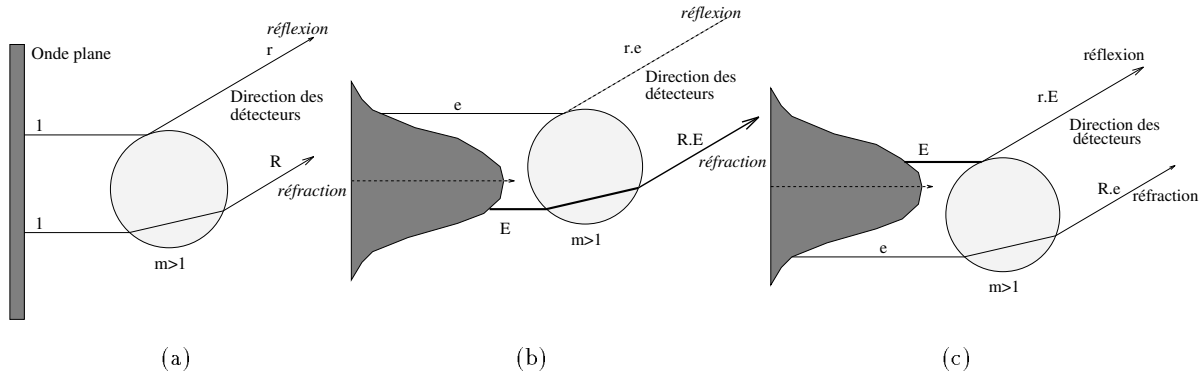 Onde plane
1
1
réflexion
r
Direction des
détecteurs
R
réfraction
m>1
(a)
e
réflexion
r.e
Direction des
détecteurs
R.E
réfraction
E
m>1
(b)
E
réflexion
r.E
Direction des
détecteurs
R.e
réfraction
e
m>1
(c)